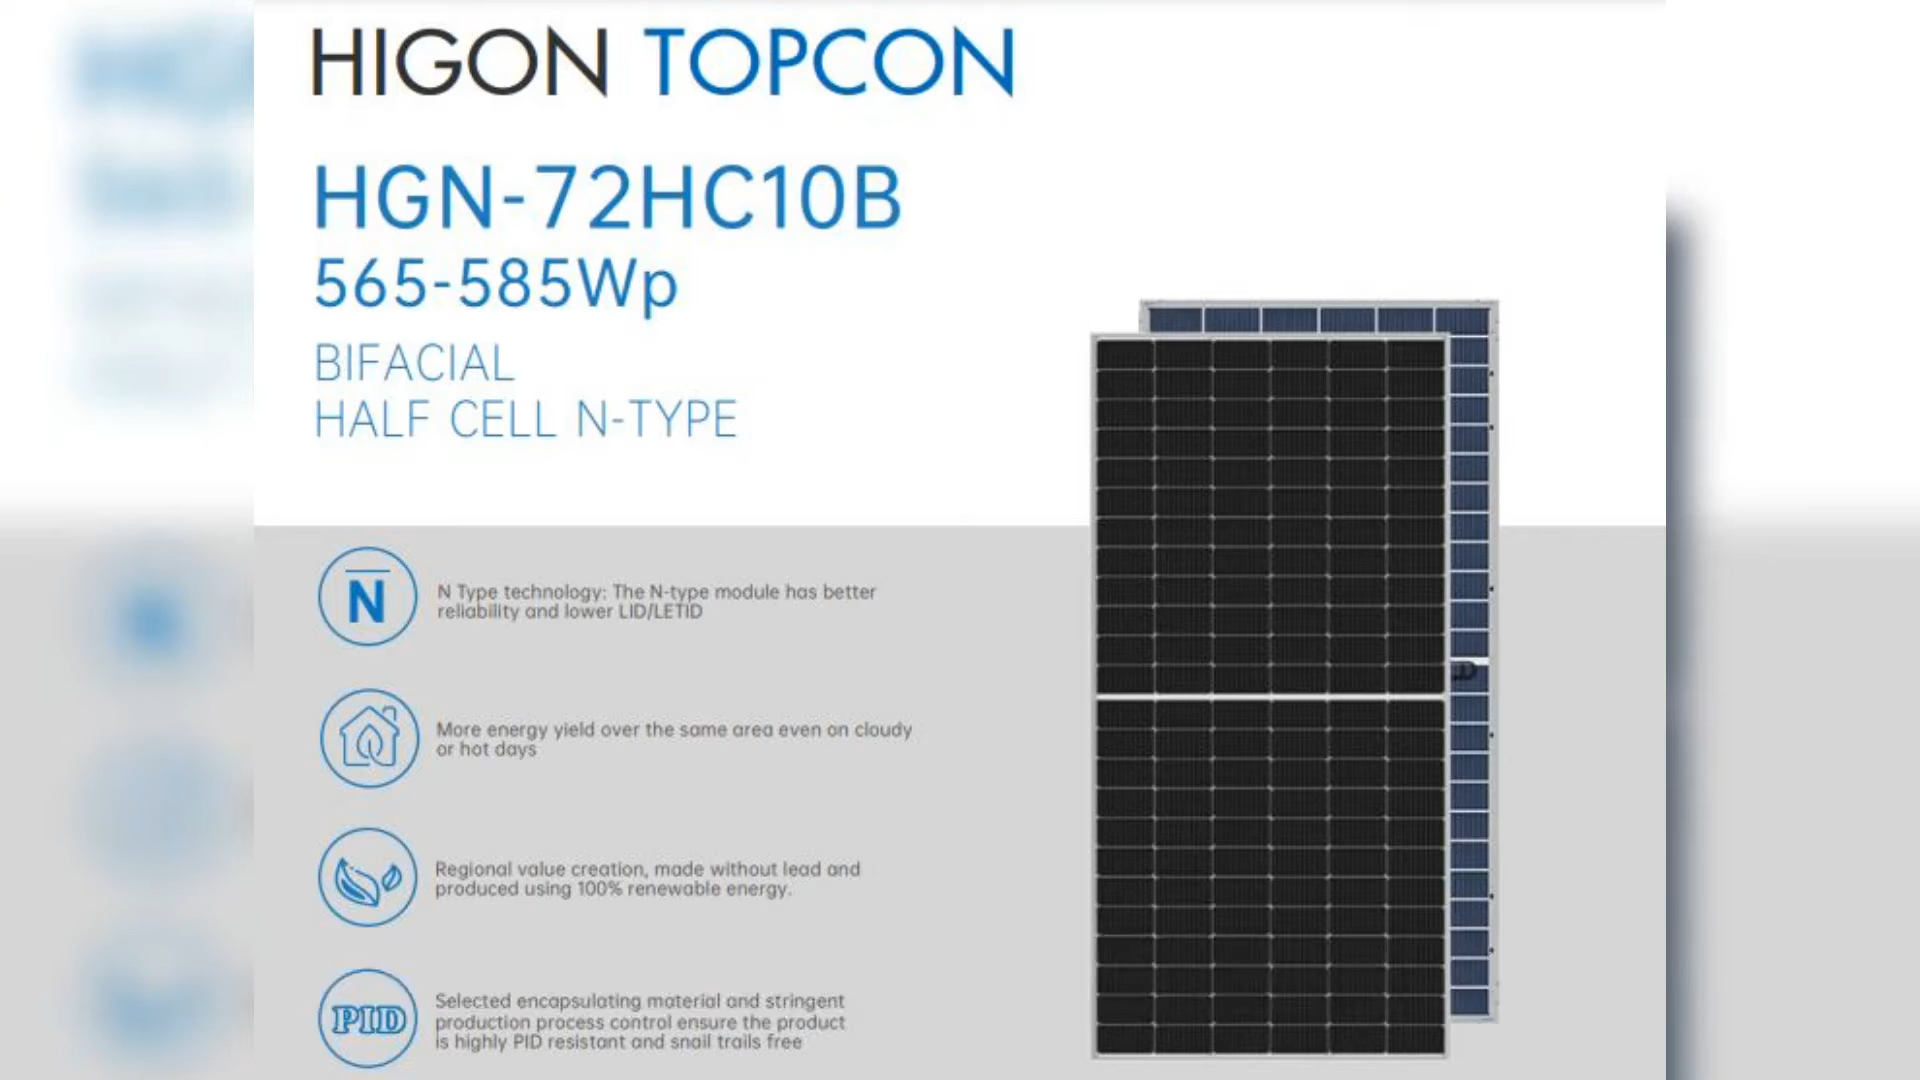 HIGON TOPCON
HGN-72HC10B
565-585Wp
BIFACIAL
HALF CELL N-TYPE
N
N Type technology: The N-type module has better
reliability and lower LID/LETID
More energy yield over the same area even on cloudy
or hot days
Regional value creation, made without lead and
produced using 100% renewable energy.
PID
Selected encapsulating material and stringent
production process control ensure the product
is highly PID resistant and snail trails free